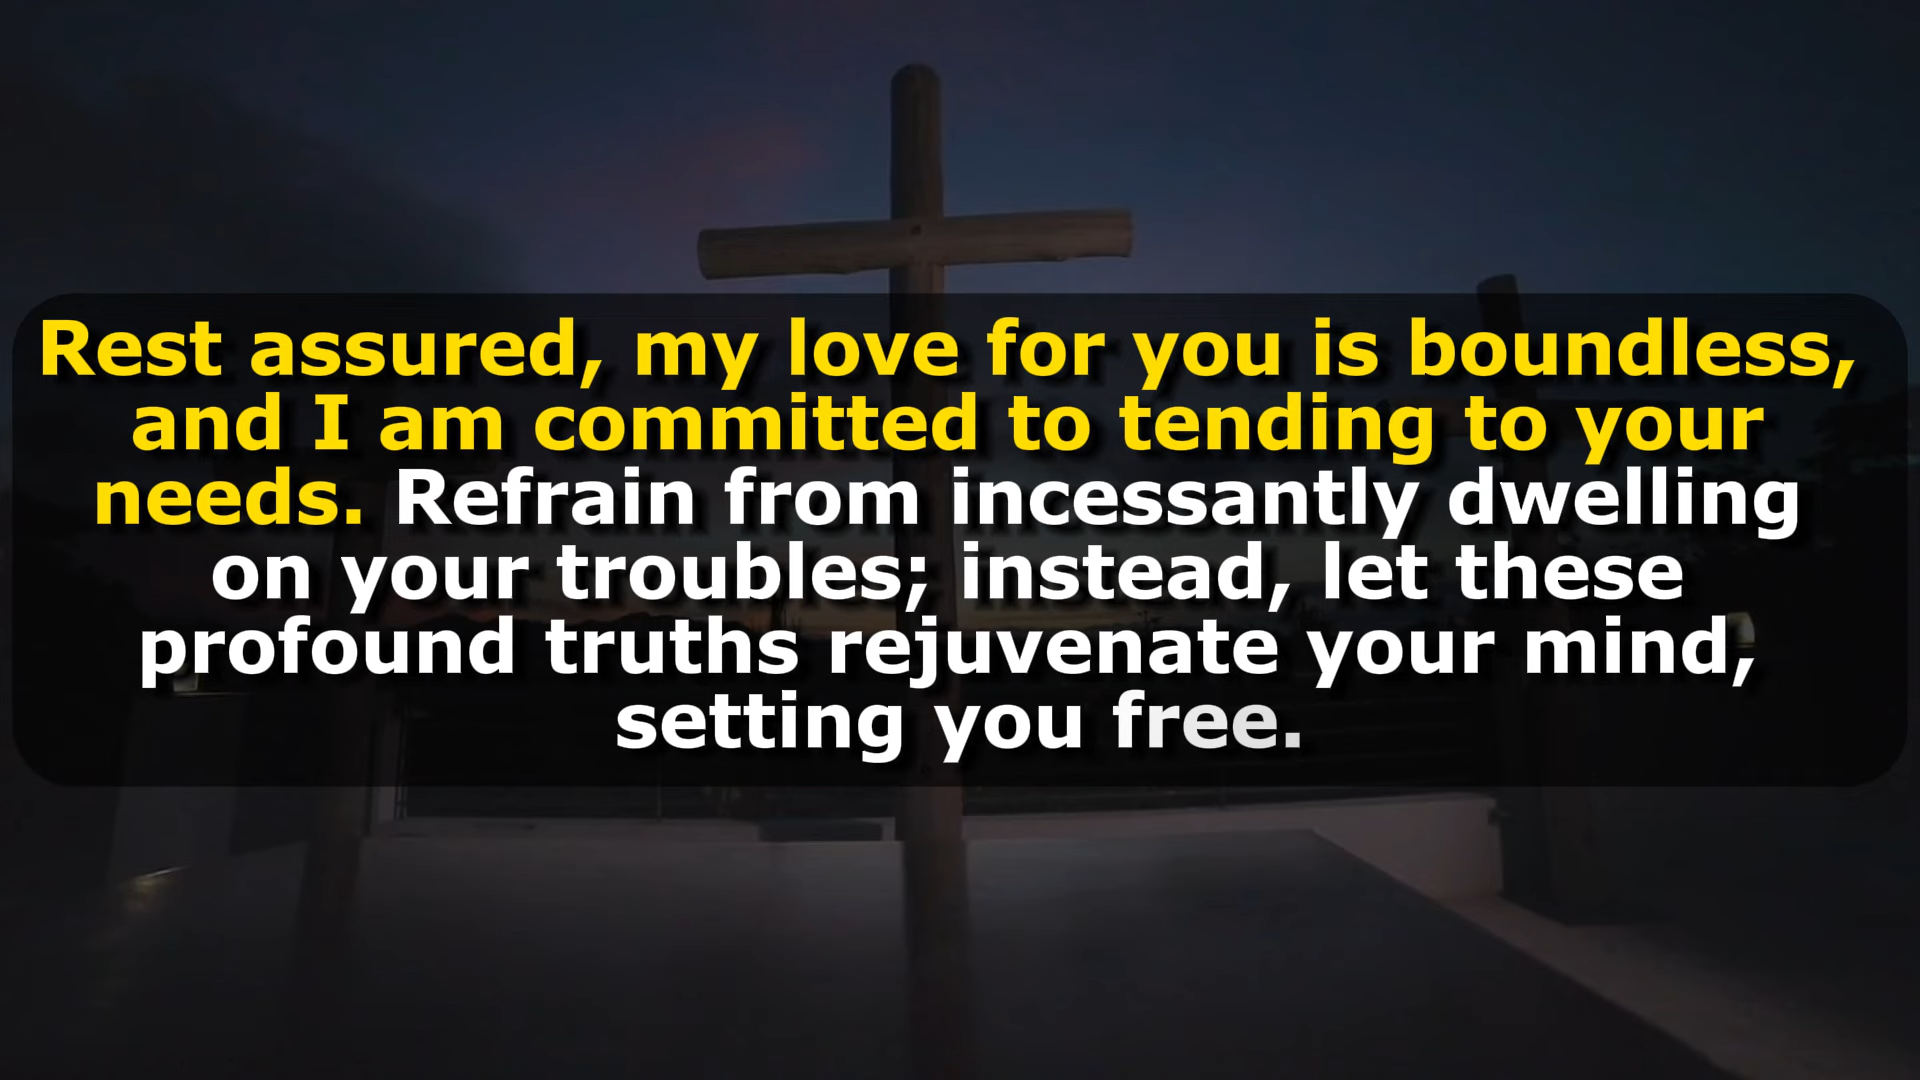 Rest assured, my love for you is boundless,
and I am committed to tending to your
needs. Refrain from incessantly dwelling
on your troubles; instead, let these
profound truths rejuvenate your mind,
setting you free.